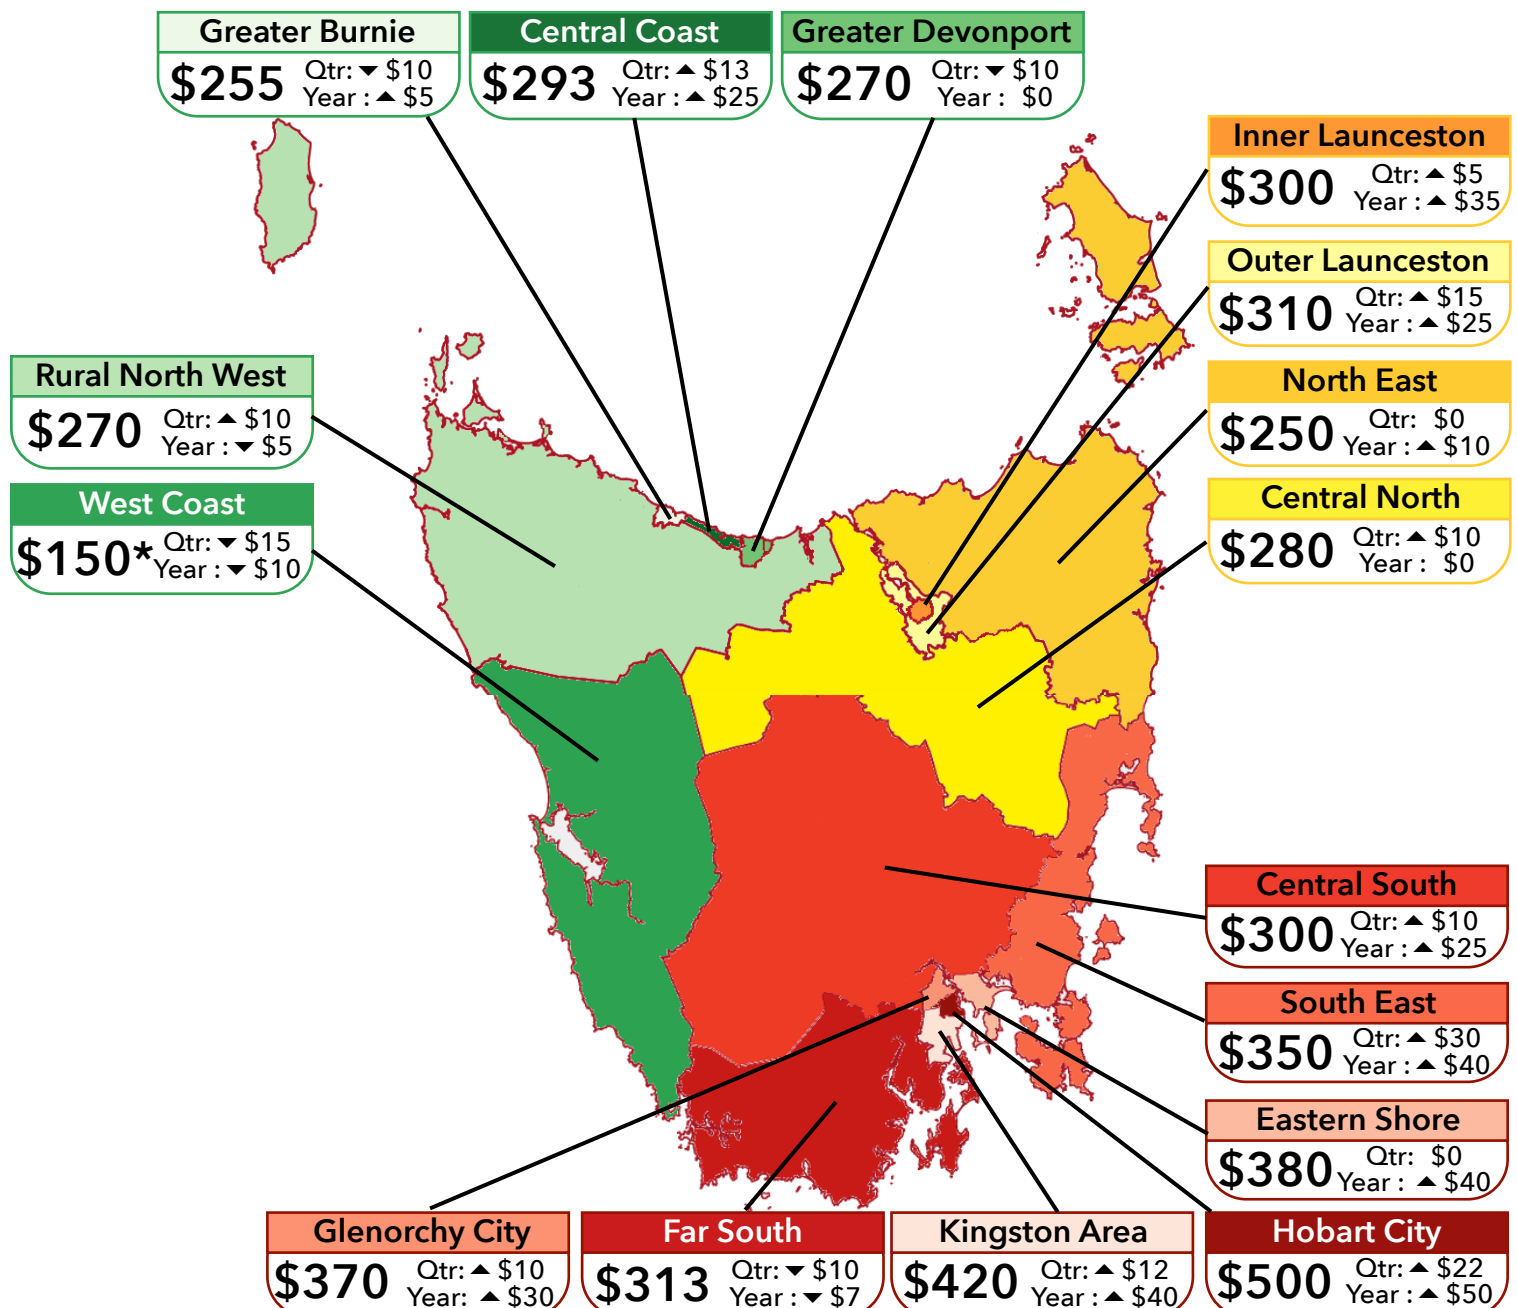 Greater Burnie
$255 Qtr: ▼ $10
Year : ▲ $5
Central Coast
$293 Qtr: ▲ $13
Year : ▲ $25
Greater Devonport
$270 Qtr: ▼ $10
Year : $0
Inner Launceston
$300 Qtr: ▲ $5
Year : ▲ $35
Outer Launceston
$310 Qtr: ▲ $15
Year : ▲ $25
Rural North West
$270 Qtr: ▲ $10
Year : ▼ $5
North East
$250 Qtr: $0
Year : ▲ $10
West Coast
$150* Qtr: ▼ $15
Year : ▼ $10
Central North
$280 Qtr: ▲ $10
Year : $0
Central South
$300 Qtr: ▲ $10
Year : ▲ $25
South East
$350 Qtr: ▲ $30
Year : ▲ $40
Eastern Shore
$380 Qtr: $0
Year : ▲ $40
Glenorchy City
$370 Qtr: ▲ $10
Year: ▲ $30
Far South
$313 Qtr: ▼ $10
Year : ▼ $7
Kingston Area
$420 Qtr: ▲ $12
Year : ▲ $40
Hobart City
$500 Qtr: ▲ $22
Year : ▲ $50